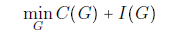 min C(G) + I(G)
G